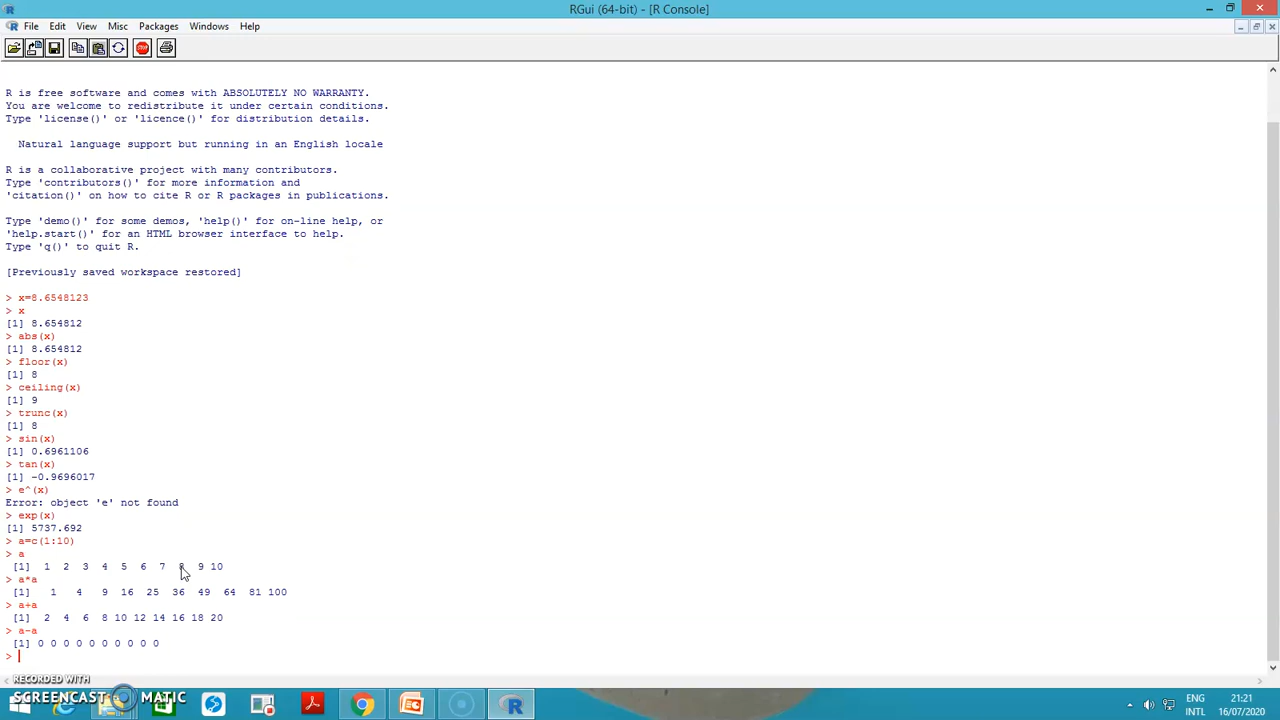 RGui (64-bit) - [R Console]
File Edit View Misc Packages Windows Help
STOP
R is free software and comes with ABSOLUTELY NO WARRANTY.
You are welcome to redistribute it under certain conditions.
Type 'license()' or 'licence()' for distribution details.
Natural language support but running in an English locale
R is a collaborative project with many contributors.
Type 'contributors()' for more information and
'citation()' on how to cite R or R packages in publications.
Type 'demo()' for some demos, 'help()' for on-line help, or
'help.start()' for an HTML browser interface to help.
Type 'q()' to quit R.
[Previously saved workspace restored]
> x=8.6548123
> x
[1] 8.654812
> abs(x)
[1] 8.654812
> floor(x)
[1] 8
> ceiling(x)
[1] 9
> trunc(x)
[1] 8
> sin(x)
[1] 0.6961106
> tan(x)
[1] -0.9696017
> e^(x)
Error: object 'e' not found
> exp(x)
[1] 5737.692
> a=c(1:10)
> a
[1] 1 2 3 4 5 6 7 8 9 10
> a*a
[1] 1 4 9 16 25 36 49 64 81 100
> a+a
[1] 2 4 6 8 10 12 14 16 18 20
> a-a
[1] 0 0 0 0 0 0 0 0 0 0
>
RECORDED WITH
SCREENCAST MATIC
ENG 21:21
INTL 16/07/2020